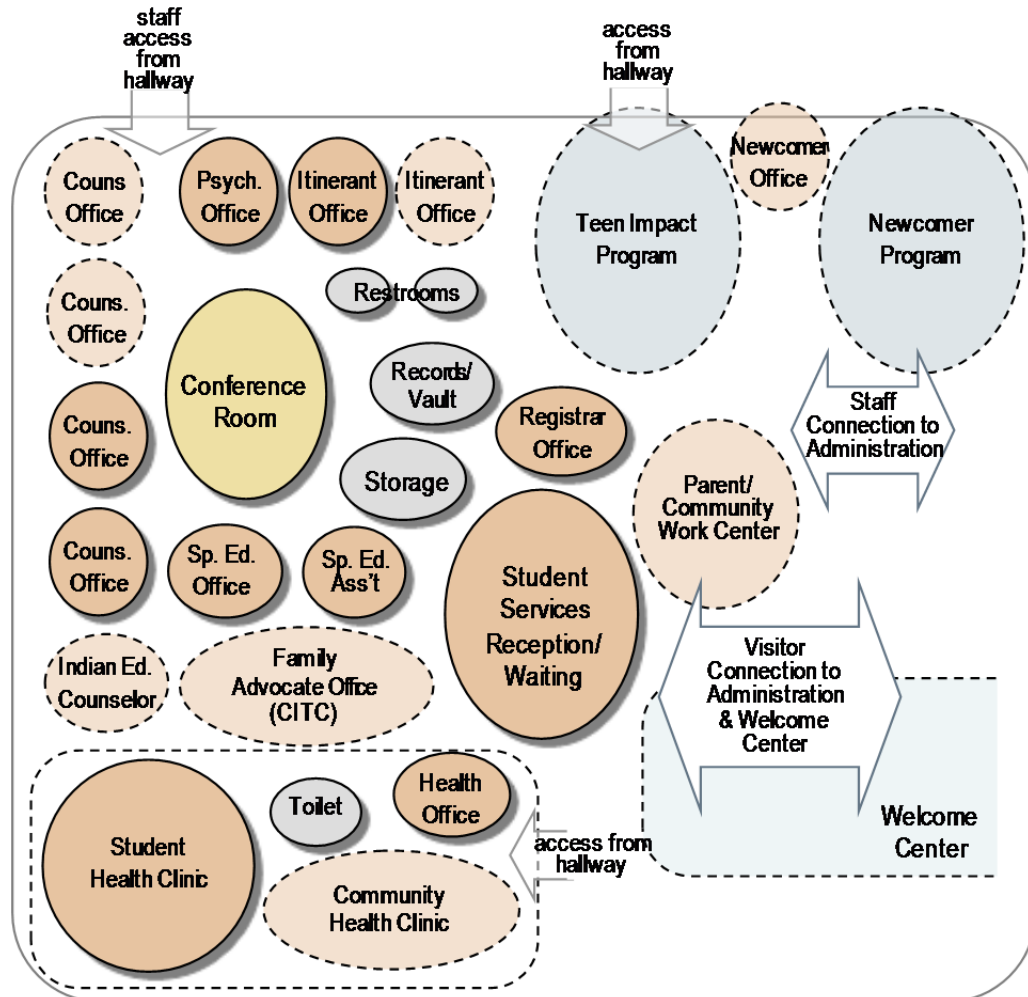 staff
access
from
hallway
access
from
hallway
Couns
Office
Psych.
Office
Itinerant
Office
Itinerant
Office
Teen Impact
Program
Newcomer
Office
Newcomer
Program
Couns.
Office
Restrooms
Conference
Room
Records/
Vault
Couns.
Office
Registrar
Office
Staff
Connection to
Administration
Storage
Parent/
Community
Work Center
Couns.
Office
Sp. Ed.
Office
Sp. Ed.
Ass't
Student
Services
Reception/
Waiting
Indian Ed.
Counselor
Family
Advocate Office
(CITC)
Visitor
Connection to
Administration
& Welcome
Center
Student
Health Clinic
Toilet
Health
Office
access from
hallway
Welcome
Center
Community
Health Clinic